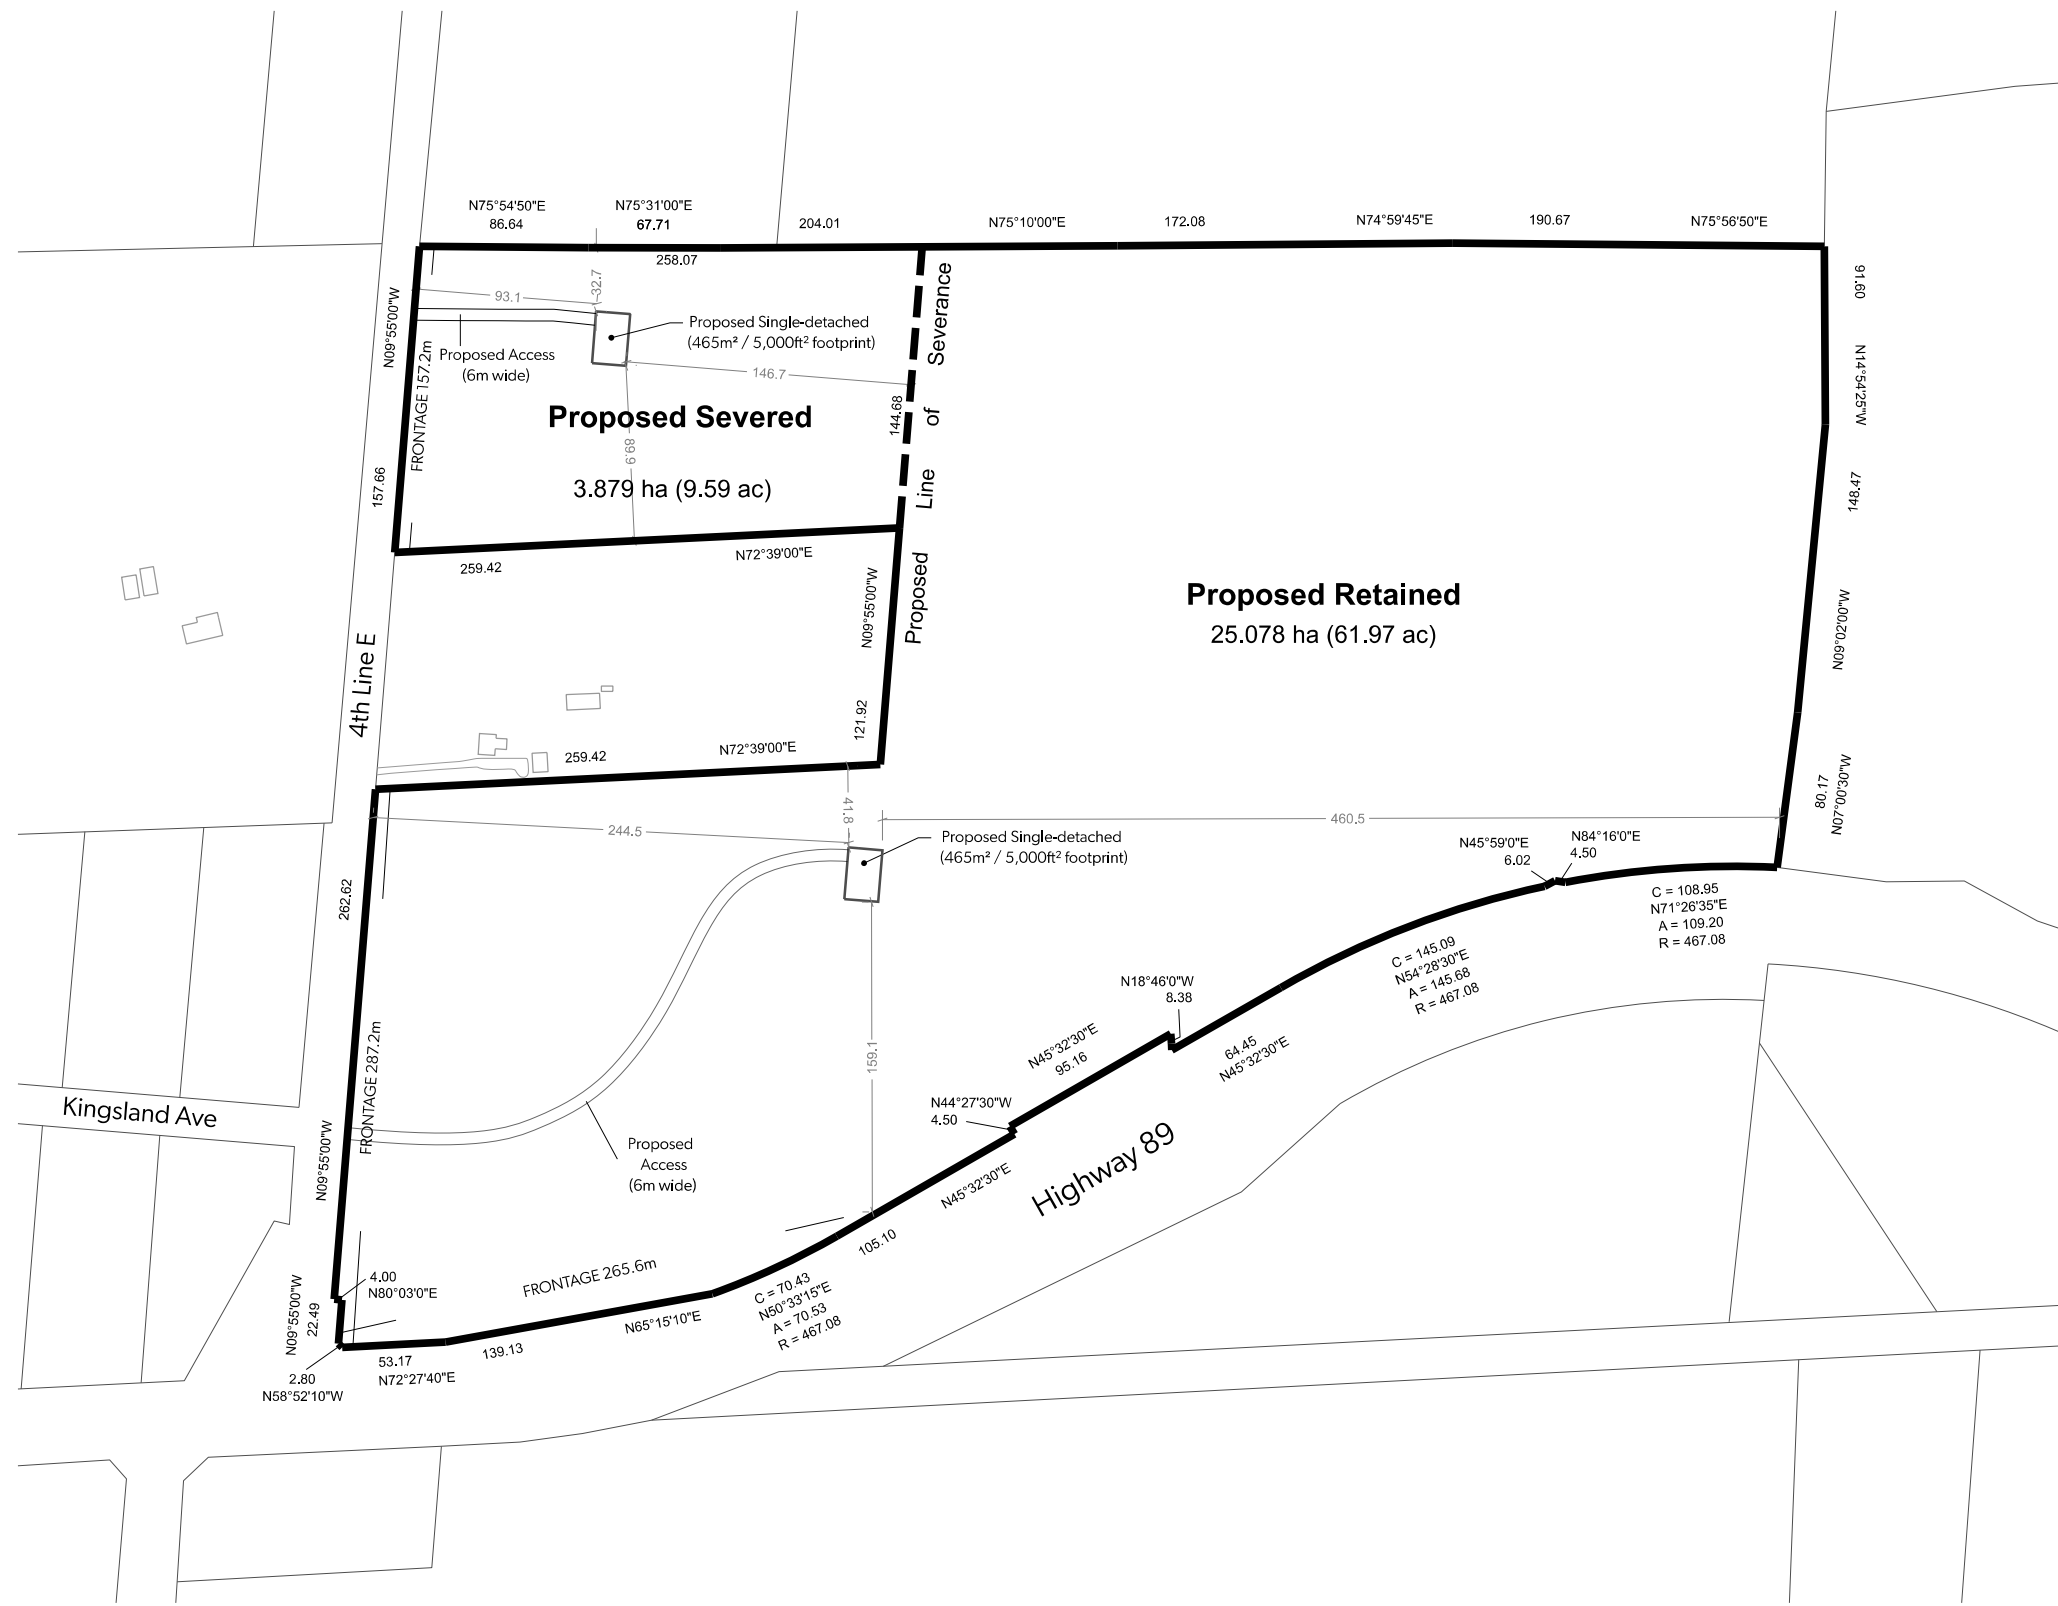 N75°54'50"E
86.64
N75°31'00"E
67.71
204.01
N75°10'00"E
172.08
N74°59'45"E
190.67
N75°56'50"E
258.07
93.1
32.7
N09°55'00"W
FRONTAGE 157.2m
157.66
Proposed Access
(6m wide)
Proposed Single-detached
(465m² / 5,000ft² footprint)
146.7
Proposed Severed
3.879 ha (9.59 ac)
89.9
144.68
Proposed Line of Severance
91.60
N14°54'25"W
148.47
N09°02'00"W
80.17
N07°00'30"W
259.42
N72°39'00"E
N09°55'00"W
121.92
Proposed Retained
25.078 ha (61.97 ac)
4th Line E
259.42
N72°39'00"E
244.5
41.8
460.5
Proposed Single-detached
(465m² / 5,000ft² footprint)
N45°59'0"E
6.02
N84°16'0"E
4.50
C = 108.95
N71°26'35"E
A = 109.20
R = 467.08
C = 145.09
N54°28'30"E
A = 145.68
R = 467.08
N18°46'0"W
8.38
64.45
N45°32'30"E
N45°32'30"E
95.16
N44°27'30"W
4.50
N45°32'30"E
105.10
159.1
262.62
FRONTAGE 287.2m
N09°55'00"W
Kingsland Ave
Proposed
Access
(6m wide)
Highway 89
FRONTAGE 265.6m
4.00
N80°03'0"E
N09°55'00"W
22.49
2.80
N58°52'10"W
53.17
N72°27'40"E
139.13
N65°15'10"E
C = 70.43
N50°33'15"E
A = 70.53
R = 467.08